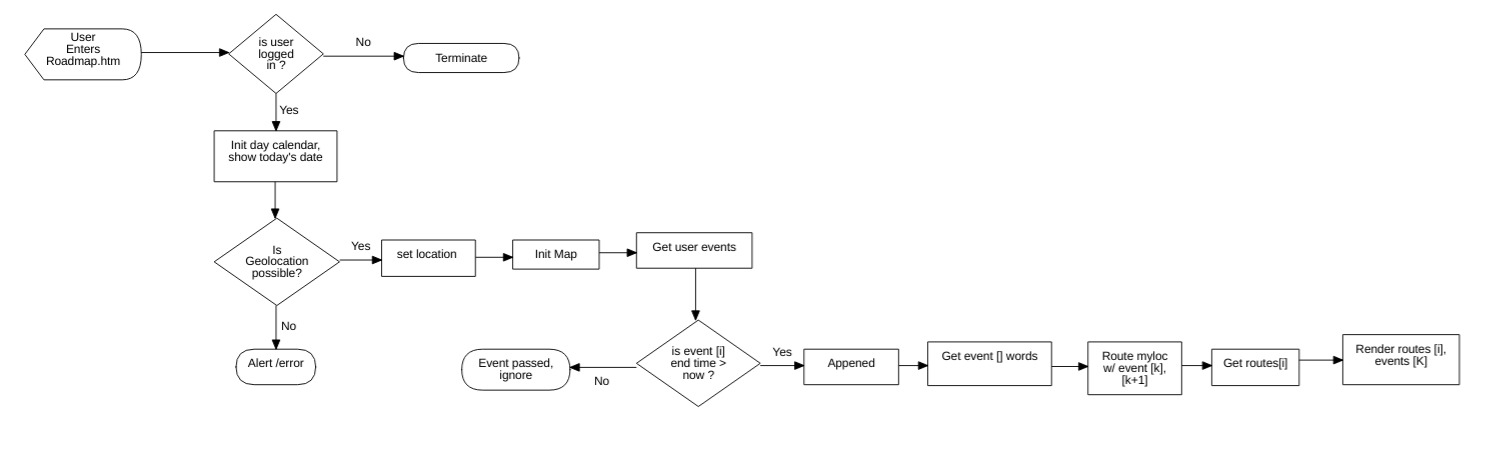 User
Enters
Roadmap.htm
is user
logged
in ?
No
Terminate
Yes
Init day calendar,
show today's date
Is
Geolocation
possible?
Yes
set location
Init Map
Get user events
No
Alert /error
is event [i]
end time >
now ?
No
Event passed,
ignore
Yes
Appened
Get event [] words
Route myloc
w/ event [k],
[k+1]
Get routes[i]
Render routes [i],
events [K]